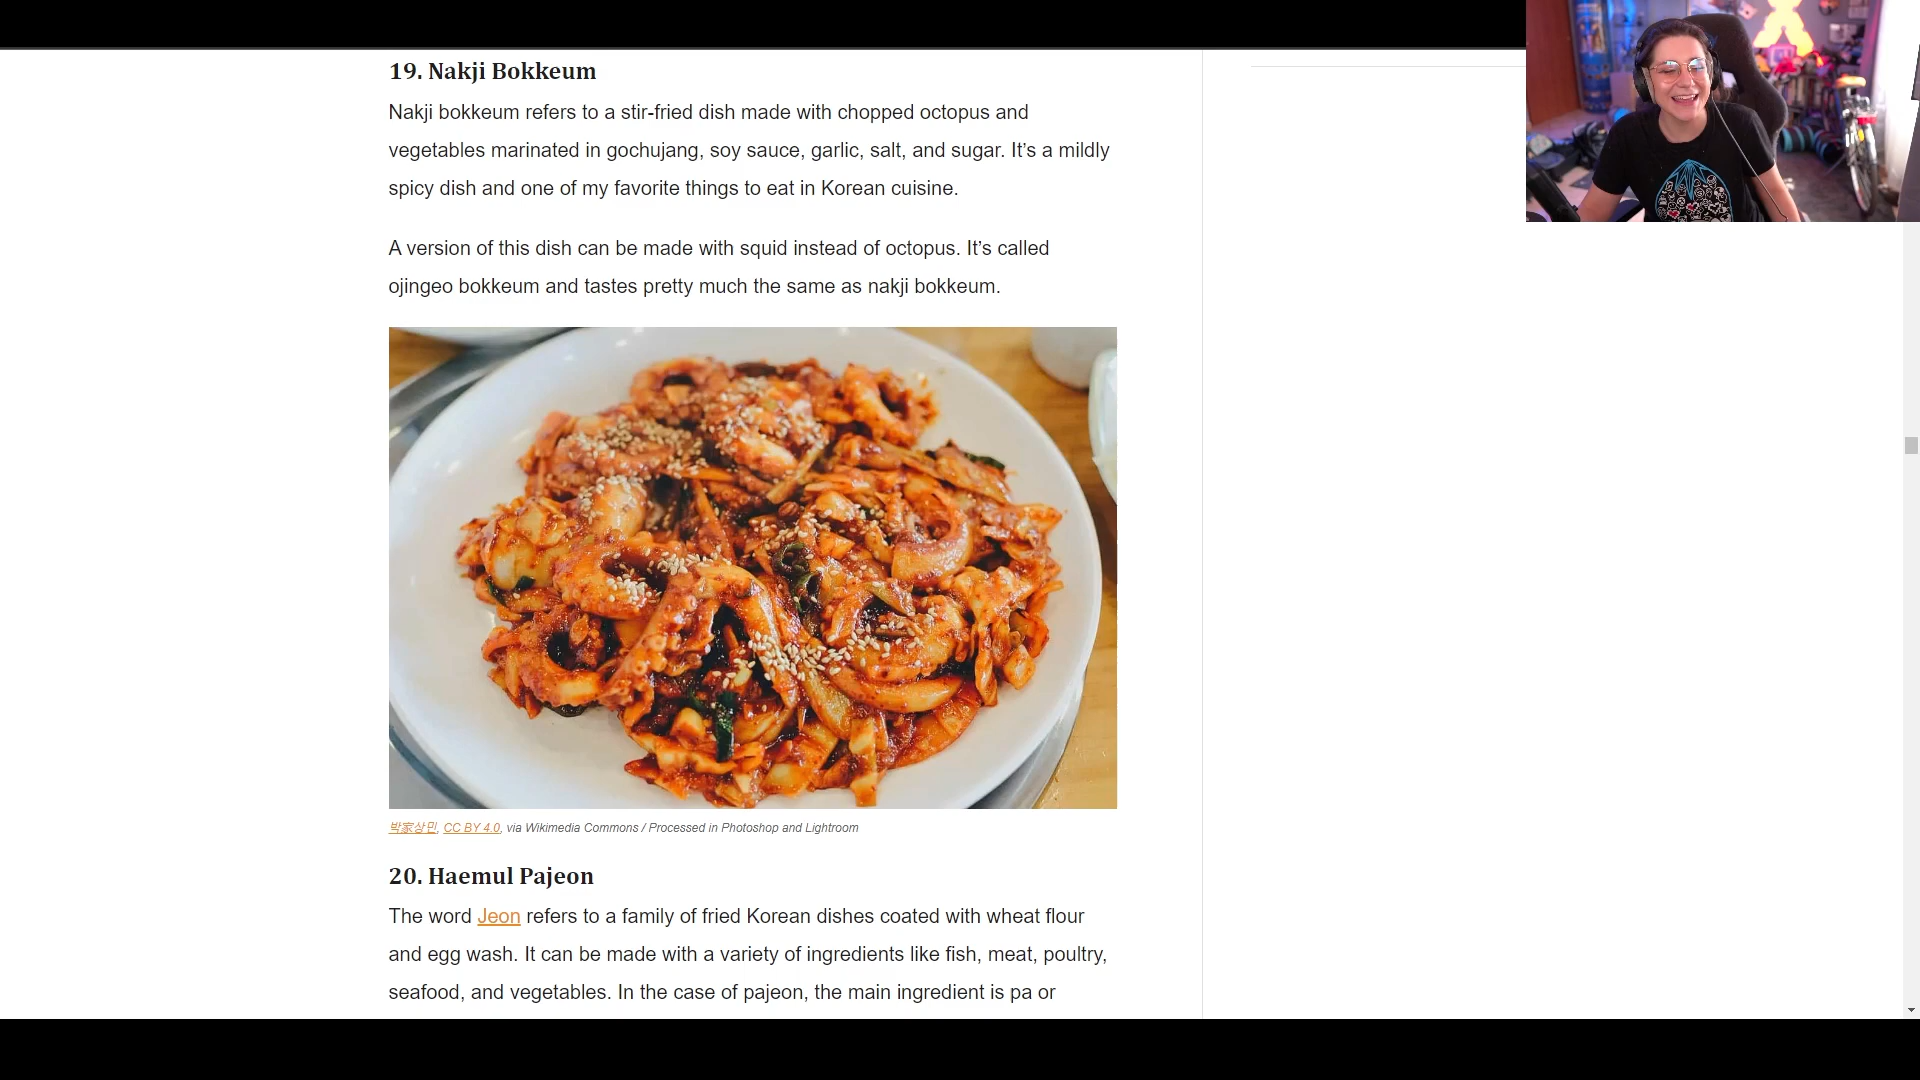 19. Nakji Bokkeum
Nakji bokkeum refers to a stir-fried dish made with chopped octopus and
vegetables marinated in gochujang, soy sauce, garlic, salt, and sugar. It’s a mildly
spicy dish and one of my favorite things to eat in Korean cuisine.
A version of this dish can be made with squid instead of octopus. It’s called
ojingeo bokkeum and tastes pretty much the same as nakji bokkeum.
박家상민, CC BY 4.0, via Wikimedia Commons / Processed in Photoshop and Lightroom
20. Haemul Pajeon
The word Jeon refers to a family of fried Korean dishes coated with wheat flour
and egg wash. It can be made with a variety of ingredients like fish, meat, poultry,
seafood, and vegetables. In the case of pajeon, the main ingredient is pa or